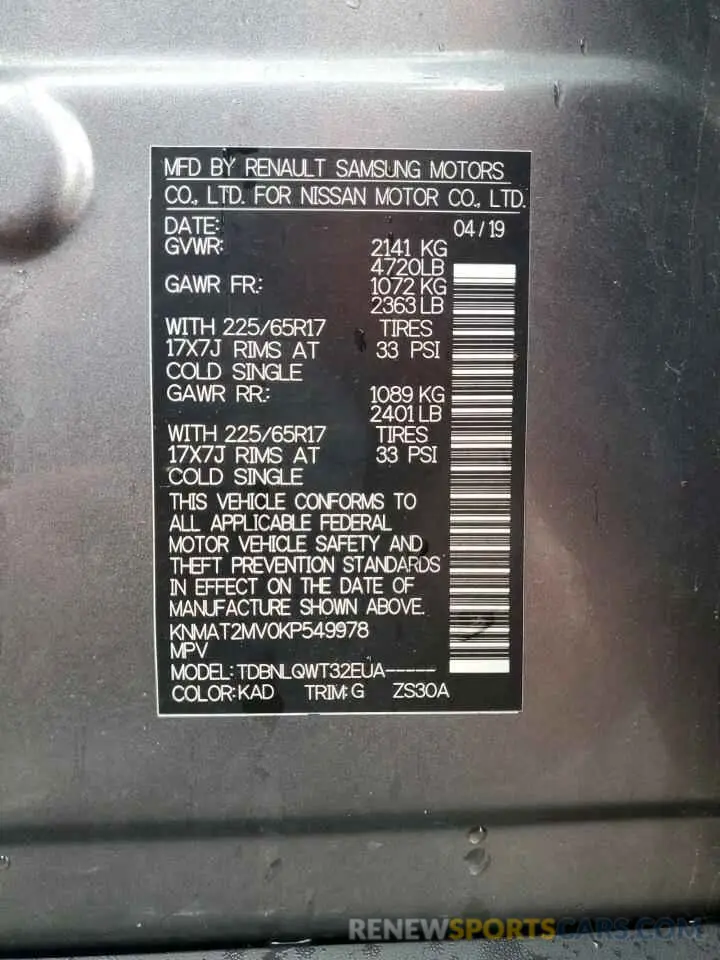 MFD BY RENAULT SAMSUNG MOTORS
CO., LTD. FOR NISSAN MOTOR CO., LTD.
DATE: 04/19
GVWR: 2141 KG
4720LB
GAWR FR.: 1072 KG
2363 LB
WITH 225/65R17 TIRES
17X7J RIMS AT 33 PSI
COLD SINGLE
GAWR RR.: 1089 KG
2401 LB
WITH 225/65R17 TIRES
17X7J RIMS AT 33 PSI
COLD SINGLE
THIS VEHICLE CONFORMS TO
ALL APPLICABLE FEDERAL
MOTOR VEHICLE SAFETY AND
THEFT PREVENTION STANDARDS
IN EFFECT ON THE DATE OF
MANUFACTURE SHOWN ABOVE.
KNMAT2MV0KP549978
MPV
MODEL: TDBNLQWT32EUA-----
COLOR: KAD TRIM: G ZS30A
RENEWSPORTSCARS.COM